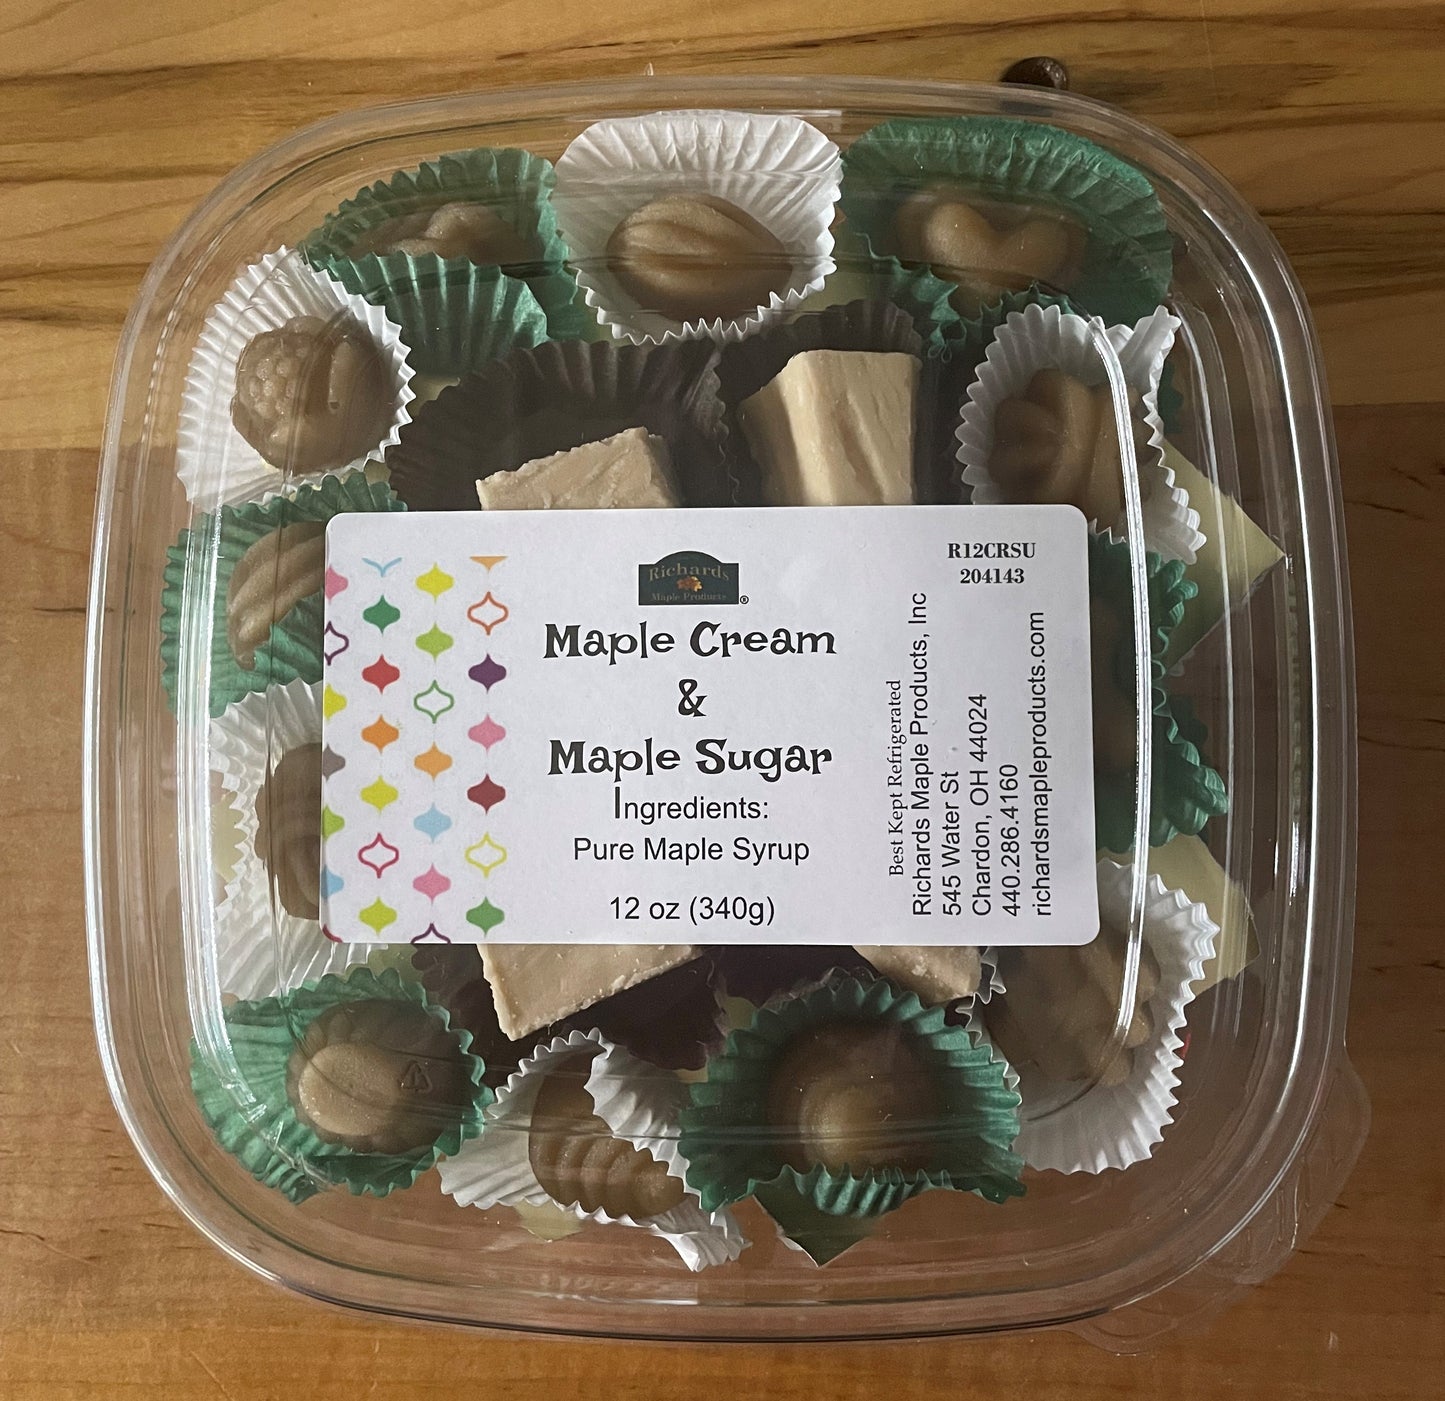 Richards
Maple Products
®
Maple Cream
&
Maple Sugar
Ingredients:
Pure Maple Syrup
12 oz (340g)
R12CRSU
204143
Best Kept Refrigerated
Richards Maple Products, Inc
545 Water St
Chardon, OH 44024
440.286.4160
richardsmapleproducts.com